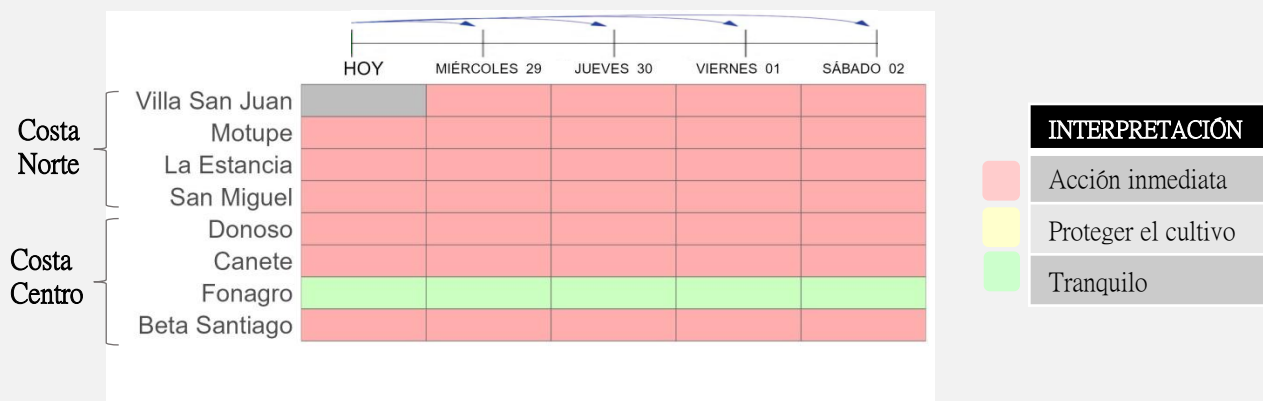 HOY MIÉRCOLES 29 JUEVES 30 VIERNES 01 SÁBADO 02
Costa
Norte
Villa San Juan
Motupe
La Estancia
San Miguel
Costa
Centro
Donoso
Canete
Fonagro
Beta Santiago
INTERPRETACIÓN
Acción inmediata
Proteger el cultivo
Tranquilo